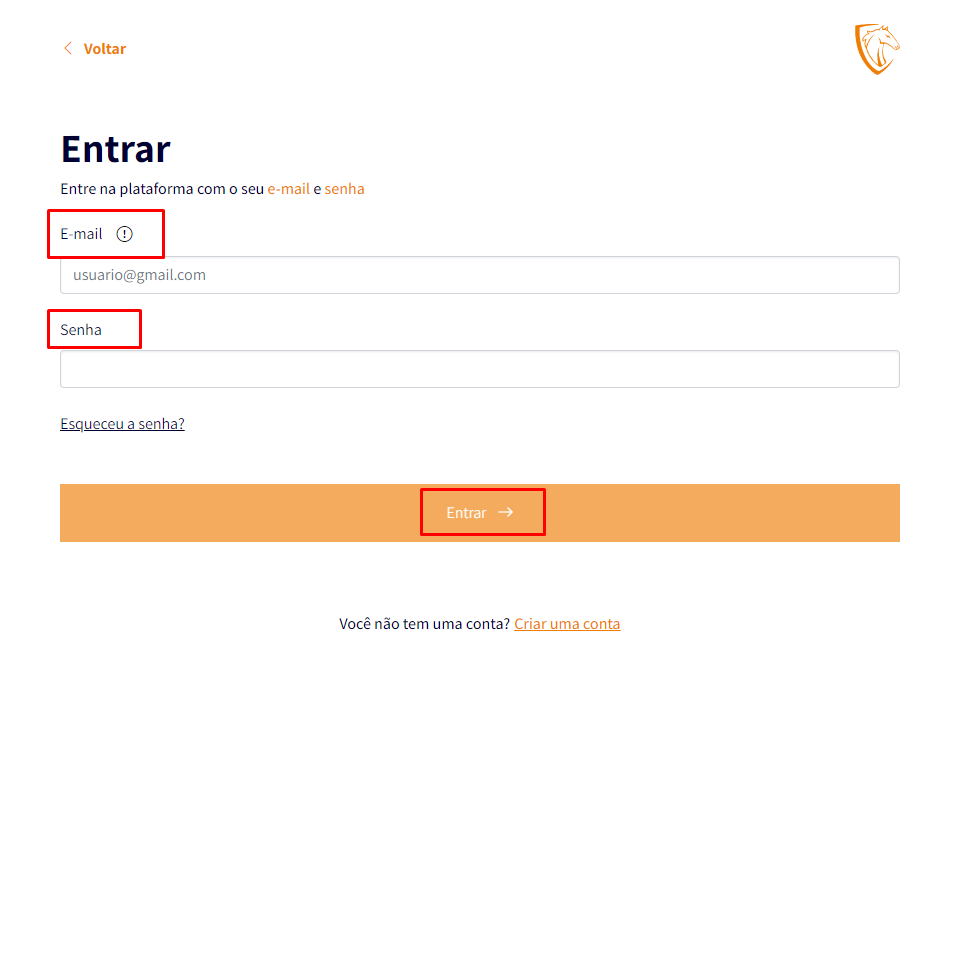 Voltar
Entrar
Entre na plataforma com o seu e-mail e senha
E-mail
usuario@gmail.com
Senha
Esqueceu a senha?
Entrar →
Você não tem uma conta? Criar uma conta